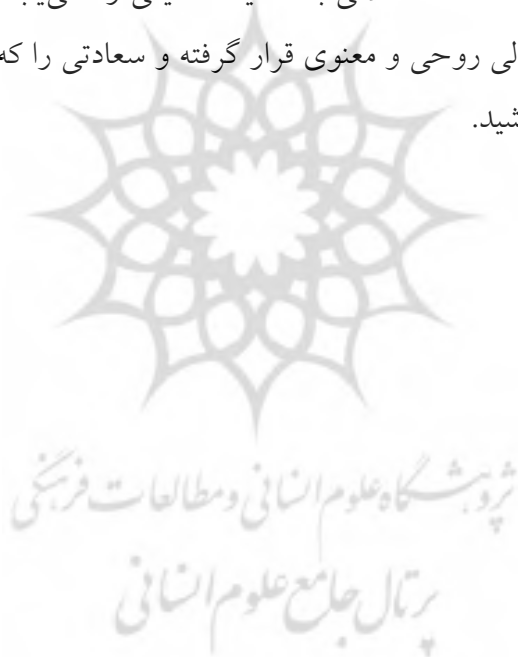 لی روحی و معنوی قرار گرفته و سعادتی را که
شید.
پژوهشگاه علوم انسانی و مطالعات فرهنگی
پرتال جامع علوم انسانی